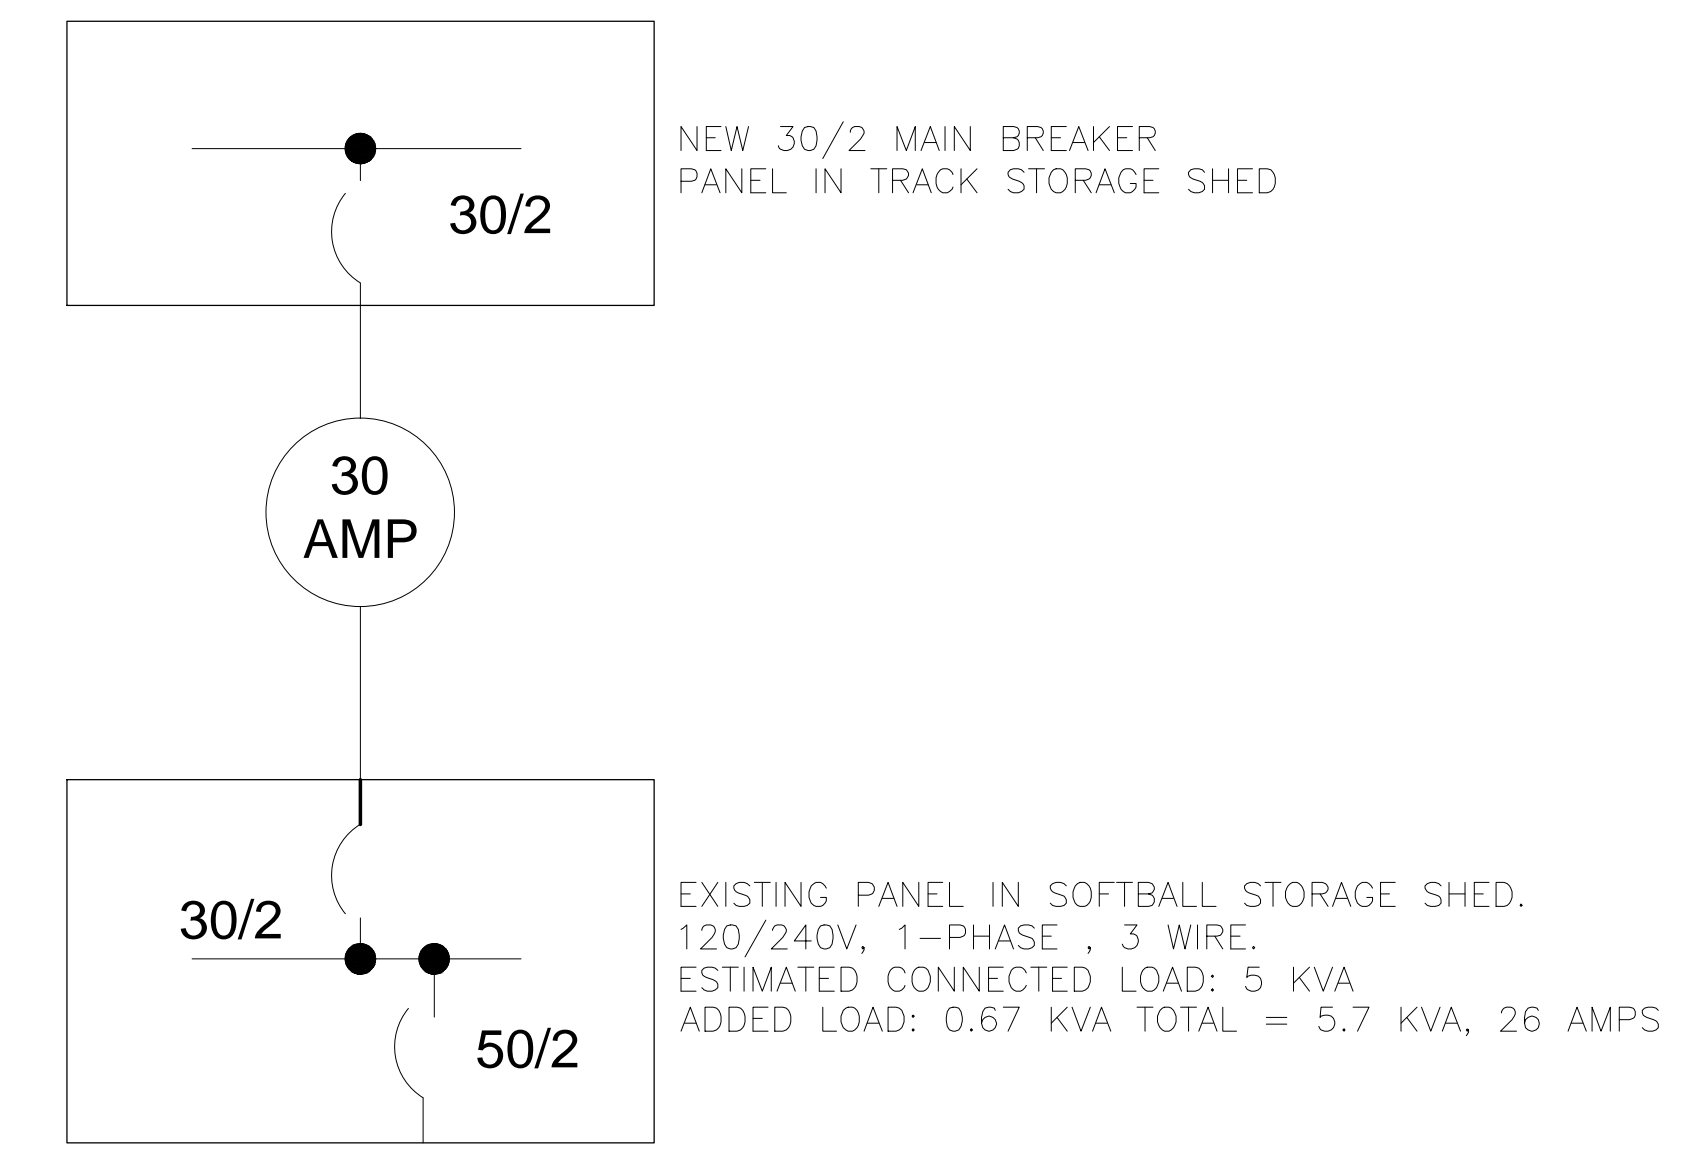 NEW 30/2 MAIN BREAKER
PANEL IN TRACK STORAGE SHED
30/2
30
AMP
EXISTING PANEL IN SOFTBALL STORAGE SHED.
120/240V, 1-PHASE , 3 WIRE.
ESTIMATED CONNECTED LOAD: 5 KVA
ADDED LOAD: 0.67 KVA TOTAL = 5.7 KVA, 26 AMPS
30/2
50/2